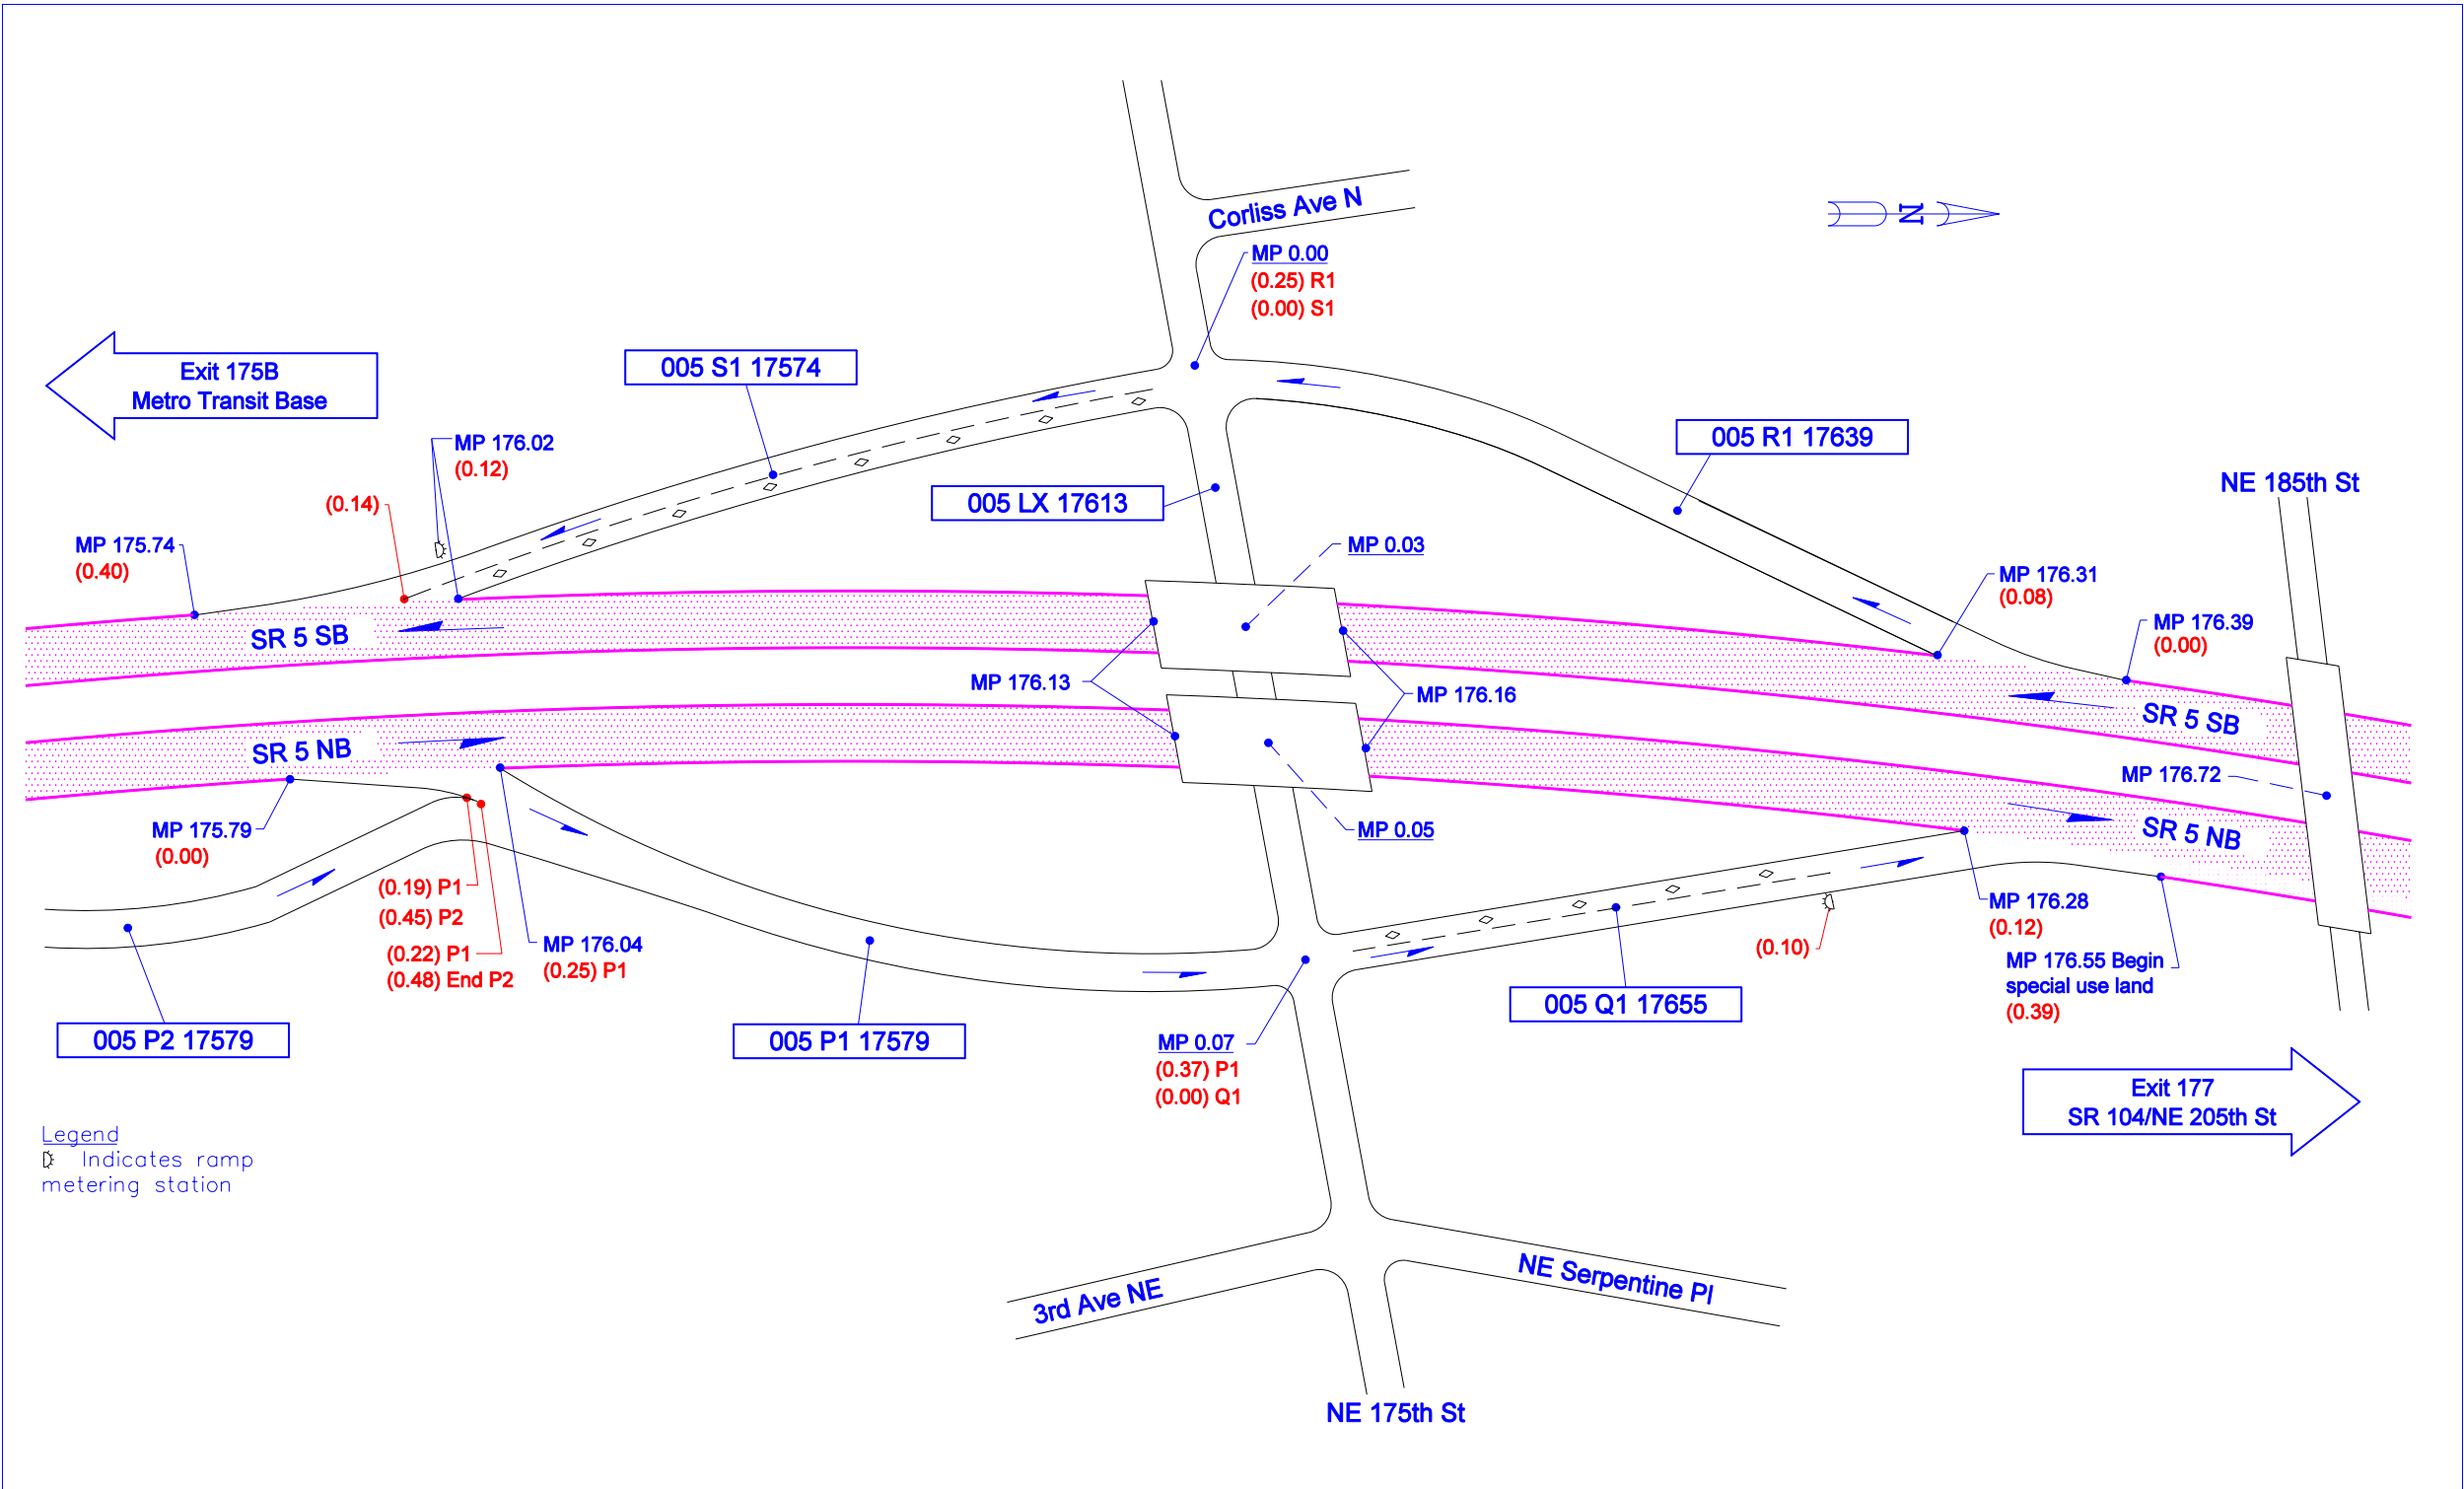 Corliss Ave N
N
MP 0.00
(0.25) R1
(0.00) S1
Exit 175B
Metro Transit Base
005 S1 17574
005 R1 17639
MP 176.02
(0.12)
(0.14)
005 LX 17613
NE 185th St
MP 175.74
(0.40)
MP 0.03
MP 176.31
(0.08)
MP 176.39
(0.00)
SR 5 SB
MP 176.13
MP 176.16
SR 5 SB
SR 5 NB
MP 176.72
MP 175.79
(0.00)
MP 0.05
SR 5 NB
(0.19) P1
(0.45) P2
(0.22) P1
(0.48) End P2
MP 176.04
(0.25) P1
MP 176.28
(0.12)
(0.10)
MP 176.55 Begin
special use land
(0.39)
005 P2 17579
005 P1 17579
005 Q1 17655
MP 0.07
(0.37) P1
(0.00) Q1
Exit 177
SR 104/NE 205th St
Legend
Indicates ramp
metering station
3rd Ave NE
NE Serpentine Pl
NE 175th St